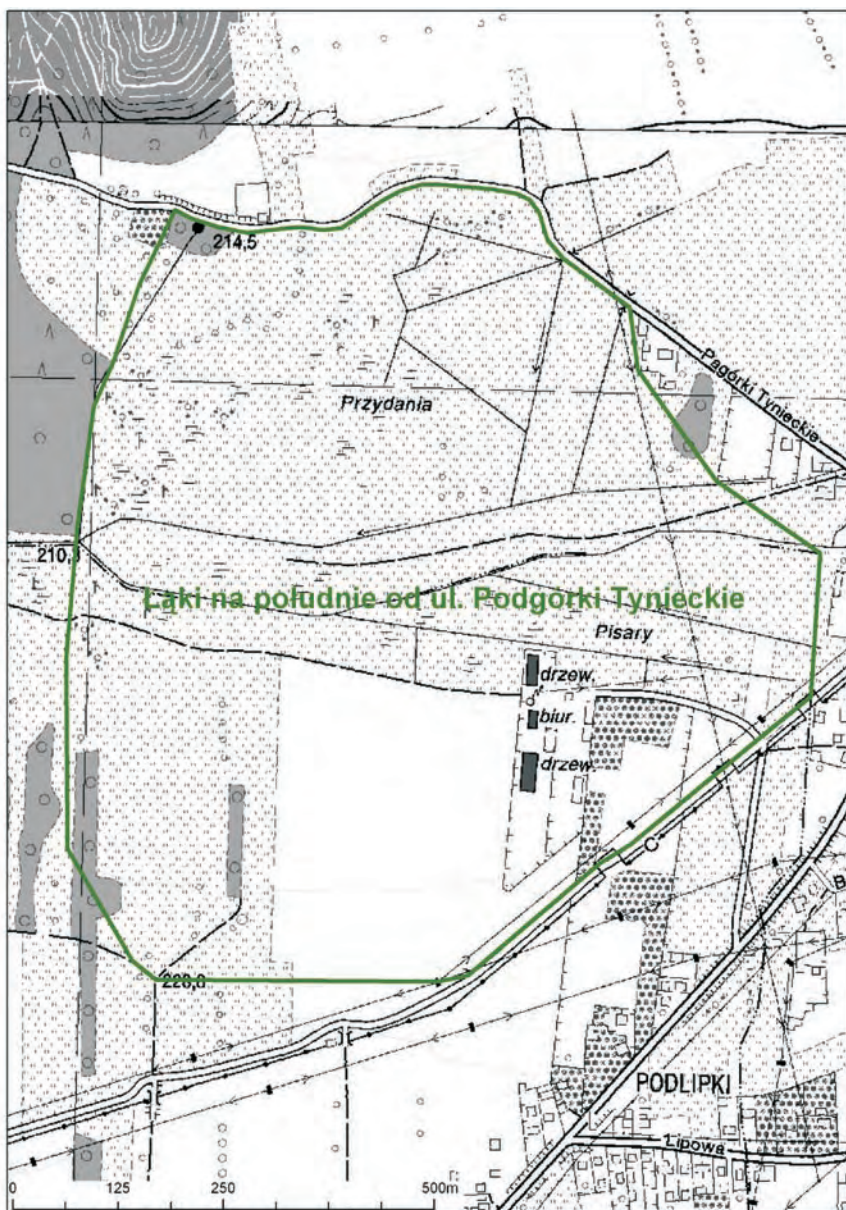 214,5
Pagórki Tynieckie
Przydania
210,3
Łąki na południe od ul. Podgórki Tynieckie
Pisary
drzew.
biur.
drzew.
C
B
220,8
PODLIPKI
Lipowa
0 125 250 500m